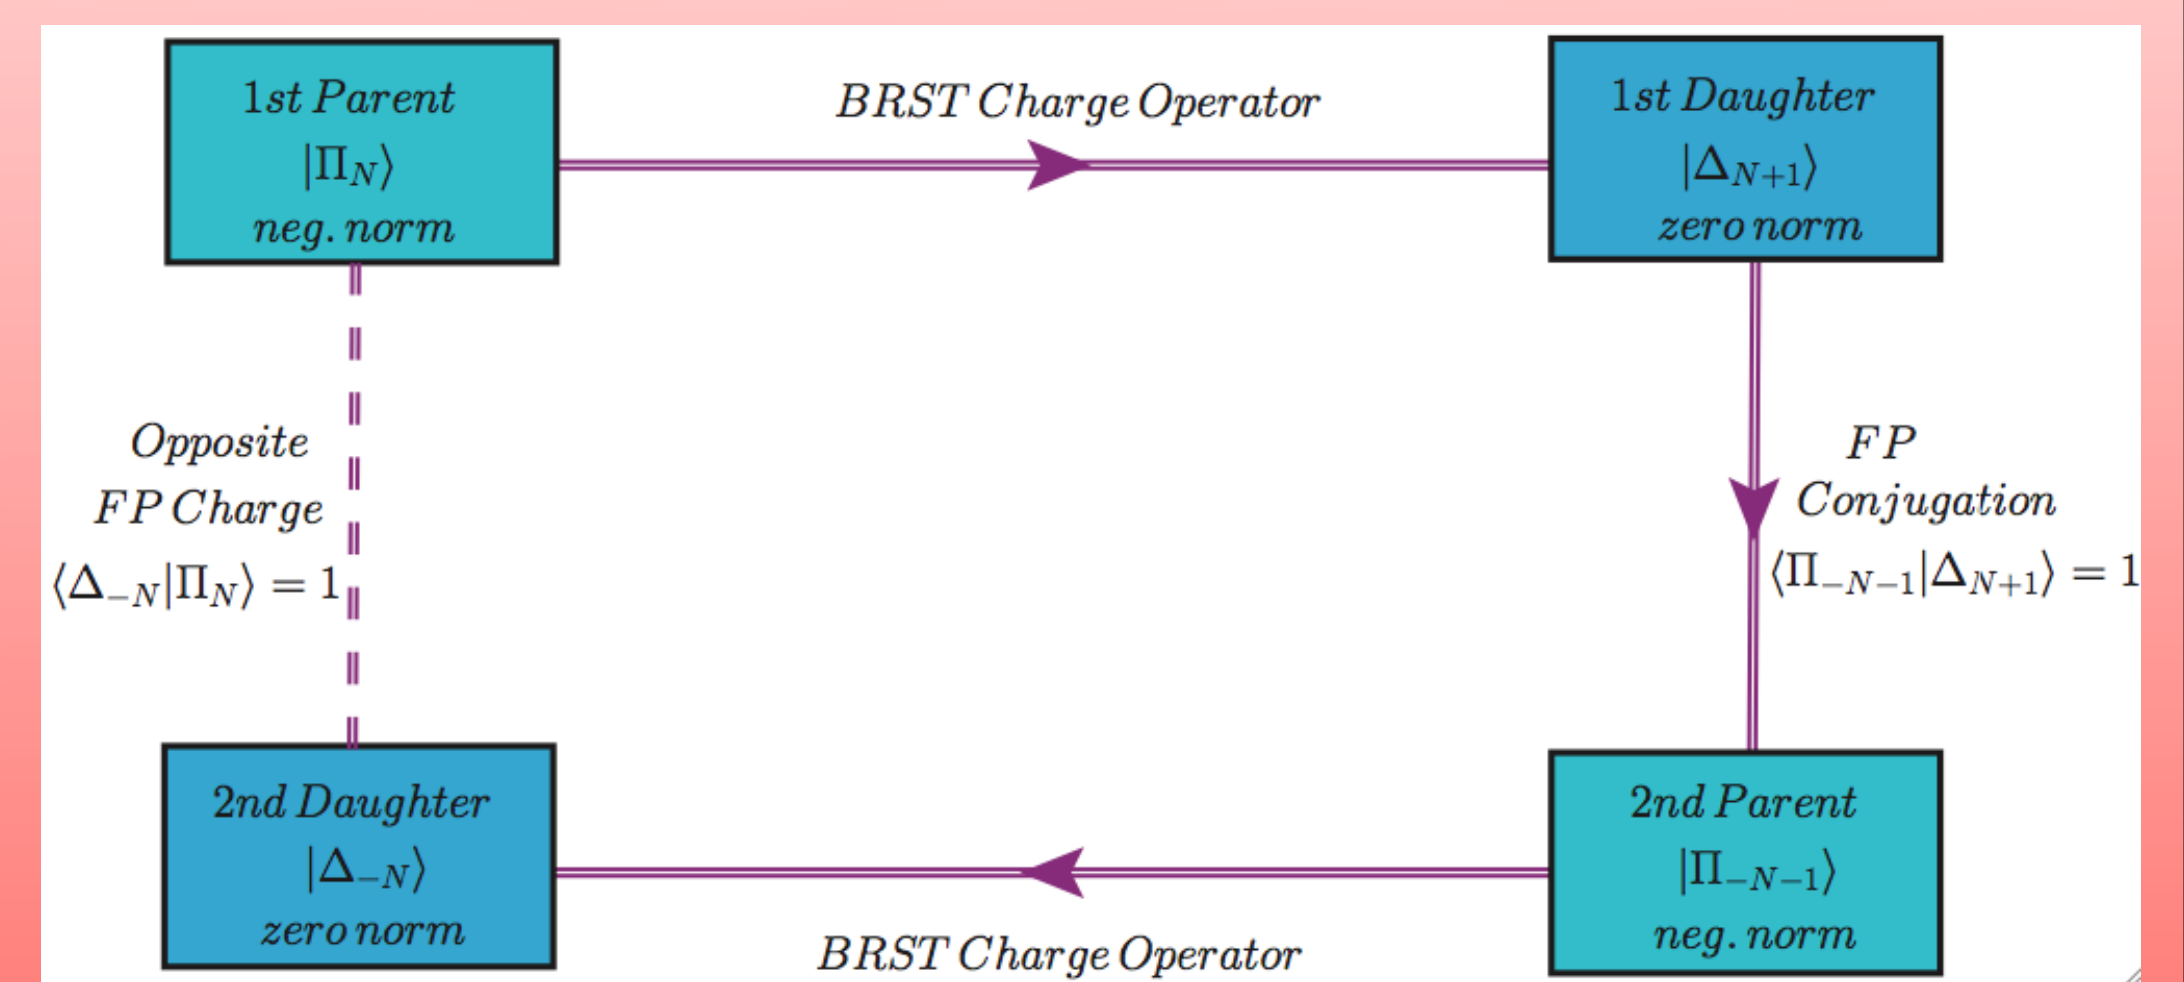 1st Parent
|Π_N⟩
neg. norm
BRST Charge Operator
1st Daughter
|Δ_{N+1}⟩
zero norm
Opposite
FP Charge
⟨Δ_{−N}|Π_N⟩ = 1
FP
Conjugation
⟨Π_{−N−1}|Δ_{N+1}⟩ = 1
2nd Daughter
|Δ_{−N}⟩
zero norm
BRST Charge Operator
2nd Parent
|Π_{−N−1}⟩
neg. norm